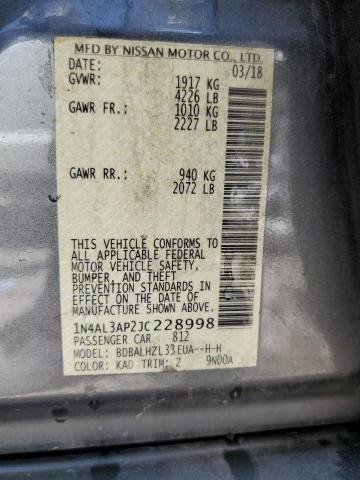 MFD BY NISSAN MOTOR CO., LTD.
DATE: 03/18
GVWR: 1917 KG
4226 LB
GAWR FR.: 1010 KG
2227 LB
GAWR RR.: 940 KG
2072 LB
THIS VEHICLE CONFORMS TO
ALL APPLICABLE FEDERAL
MOTOR VEHICLE SAFETY,
BUMPER, AND THEFT
PREVENTION STANDARDS IN
EFFECT ON THE DATE OF
MANUFACTURE SHOWN ABOVE.
1N4AL3AP2JC228998
PASSENGER CAR 812
MODEL: BDBALHZL33EUA--H-H
COLOR: KAD TRIM: Z 9N00A